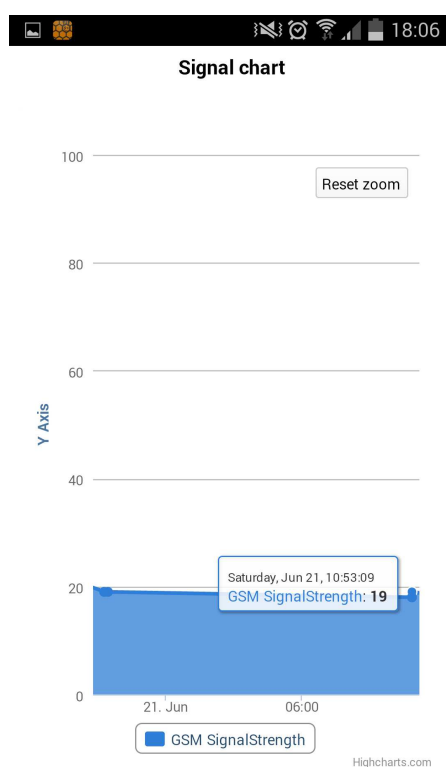 18:06
Signal chart
100
Reset zoom
80
60
Y Axis
40
Saturday, Jun 21, 10:53:09
20
GSM SignalStrength: 19
0
21. Jun
06:00
GSM SignalStrength
Highcharts.com